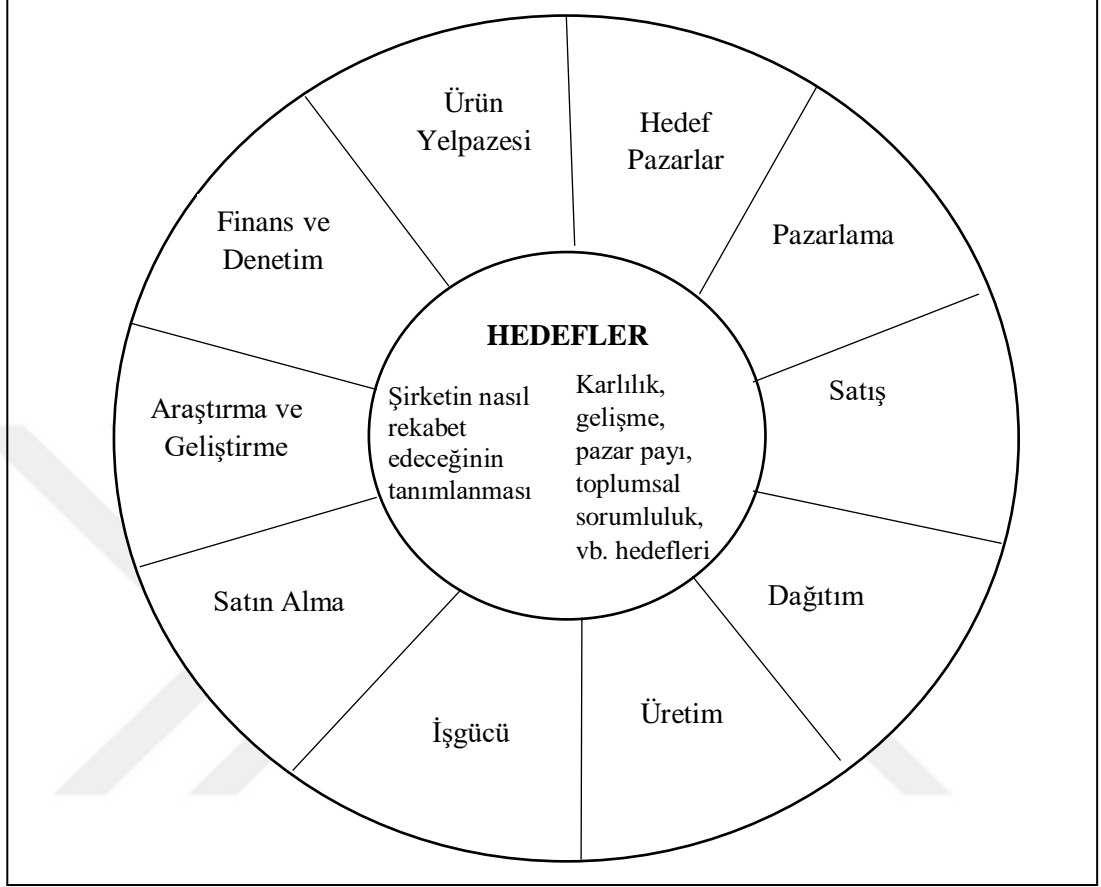 Ürün
Yelpazesi
Hedef
Pazarlar
Pazarlama
Satış
Dağıtım
Üretim
İşgücü
Satın Alma
Araştırma ve
Geliştirme
Finans ve
Denetim
HEDEFLER
Şirketin nasıl
rekabet
edeceğinin
tanımlanması
Karlılık,
gelişme,
pazar payı,
toplumsal
sorumluluk,
vb. hedefleri